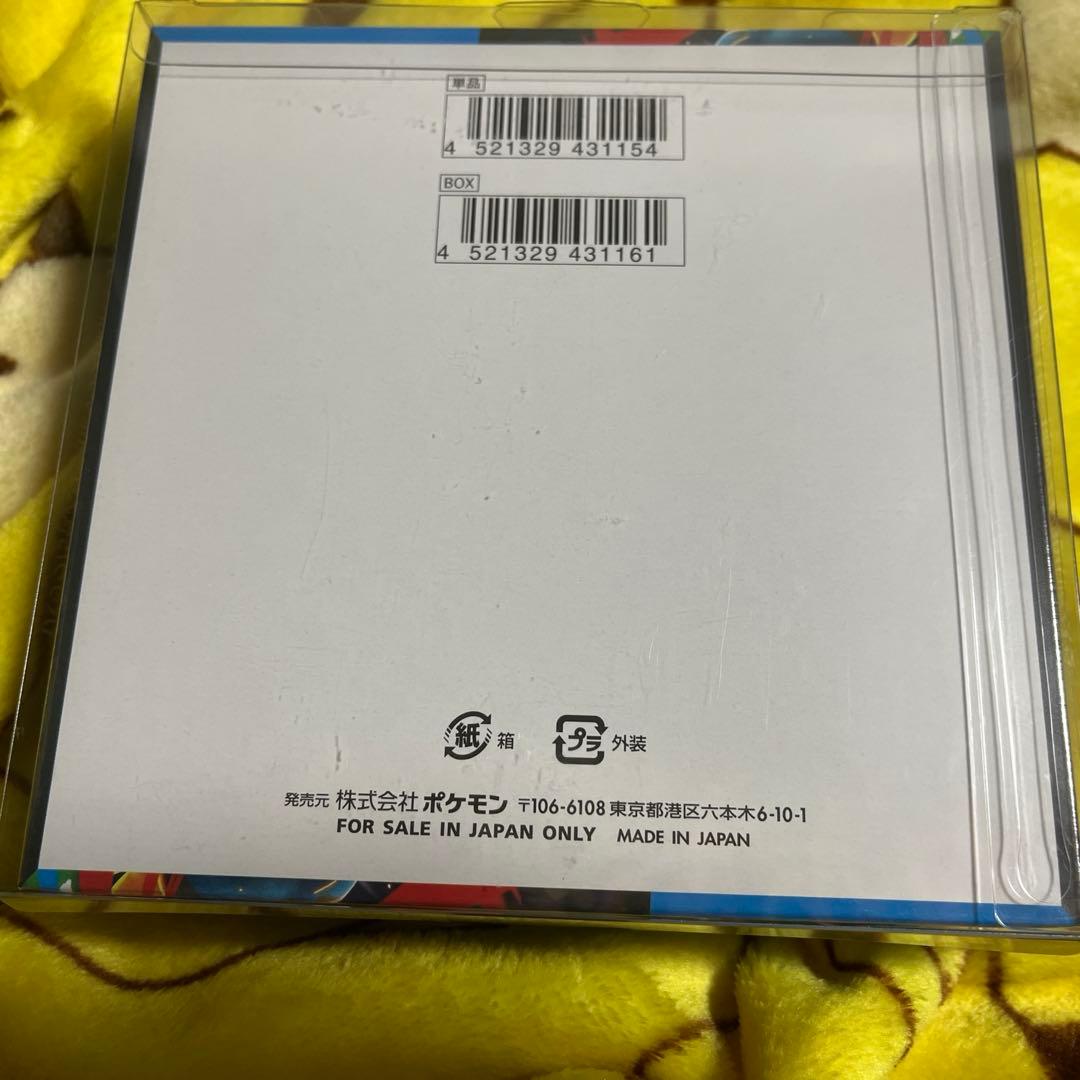 単品
4 521329 431154
BOX
4 521329 431161
紙 箱 プラ 外装
発売元 株式会社ポケモン 〒106-6108 東京都港区六本木6-10-1
FOR SALE IN JAPAN ONLY MADE IN JAPAN